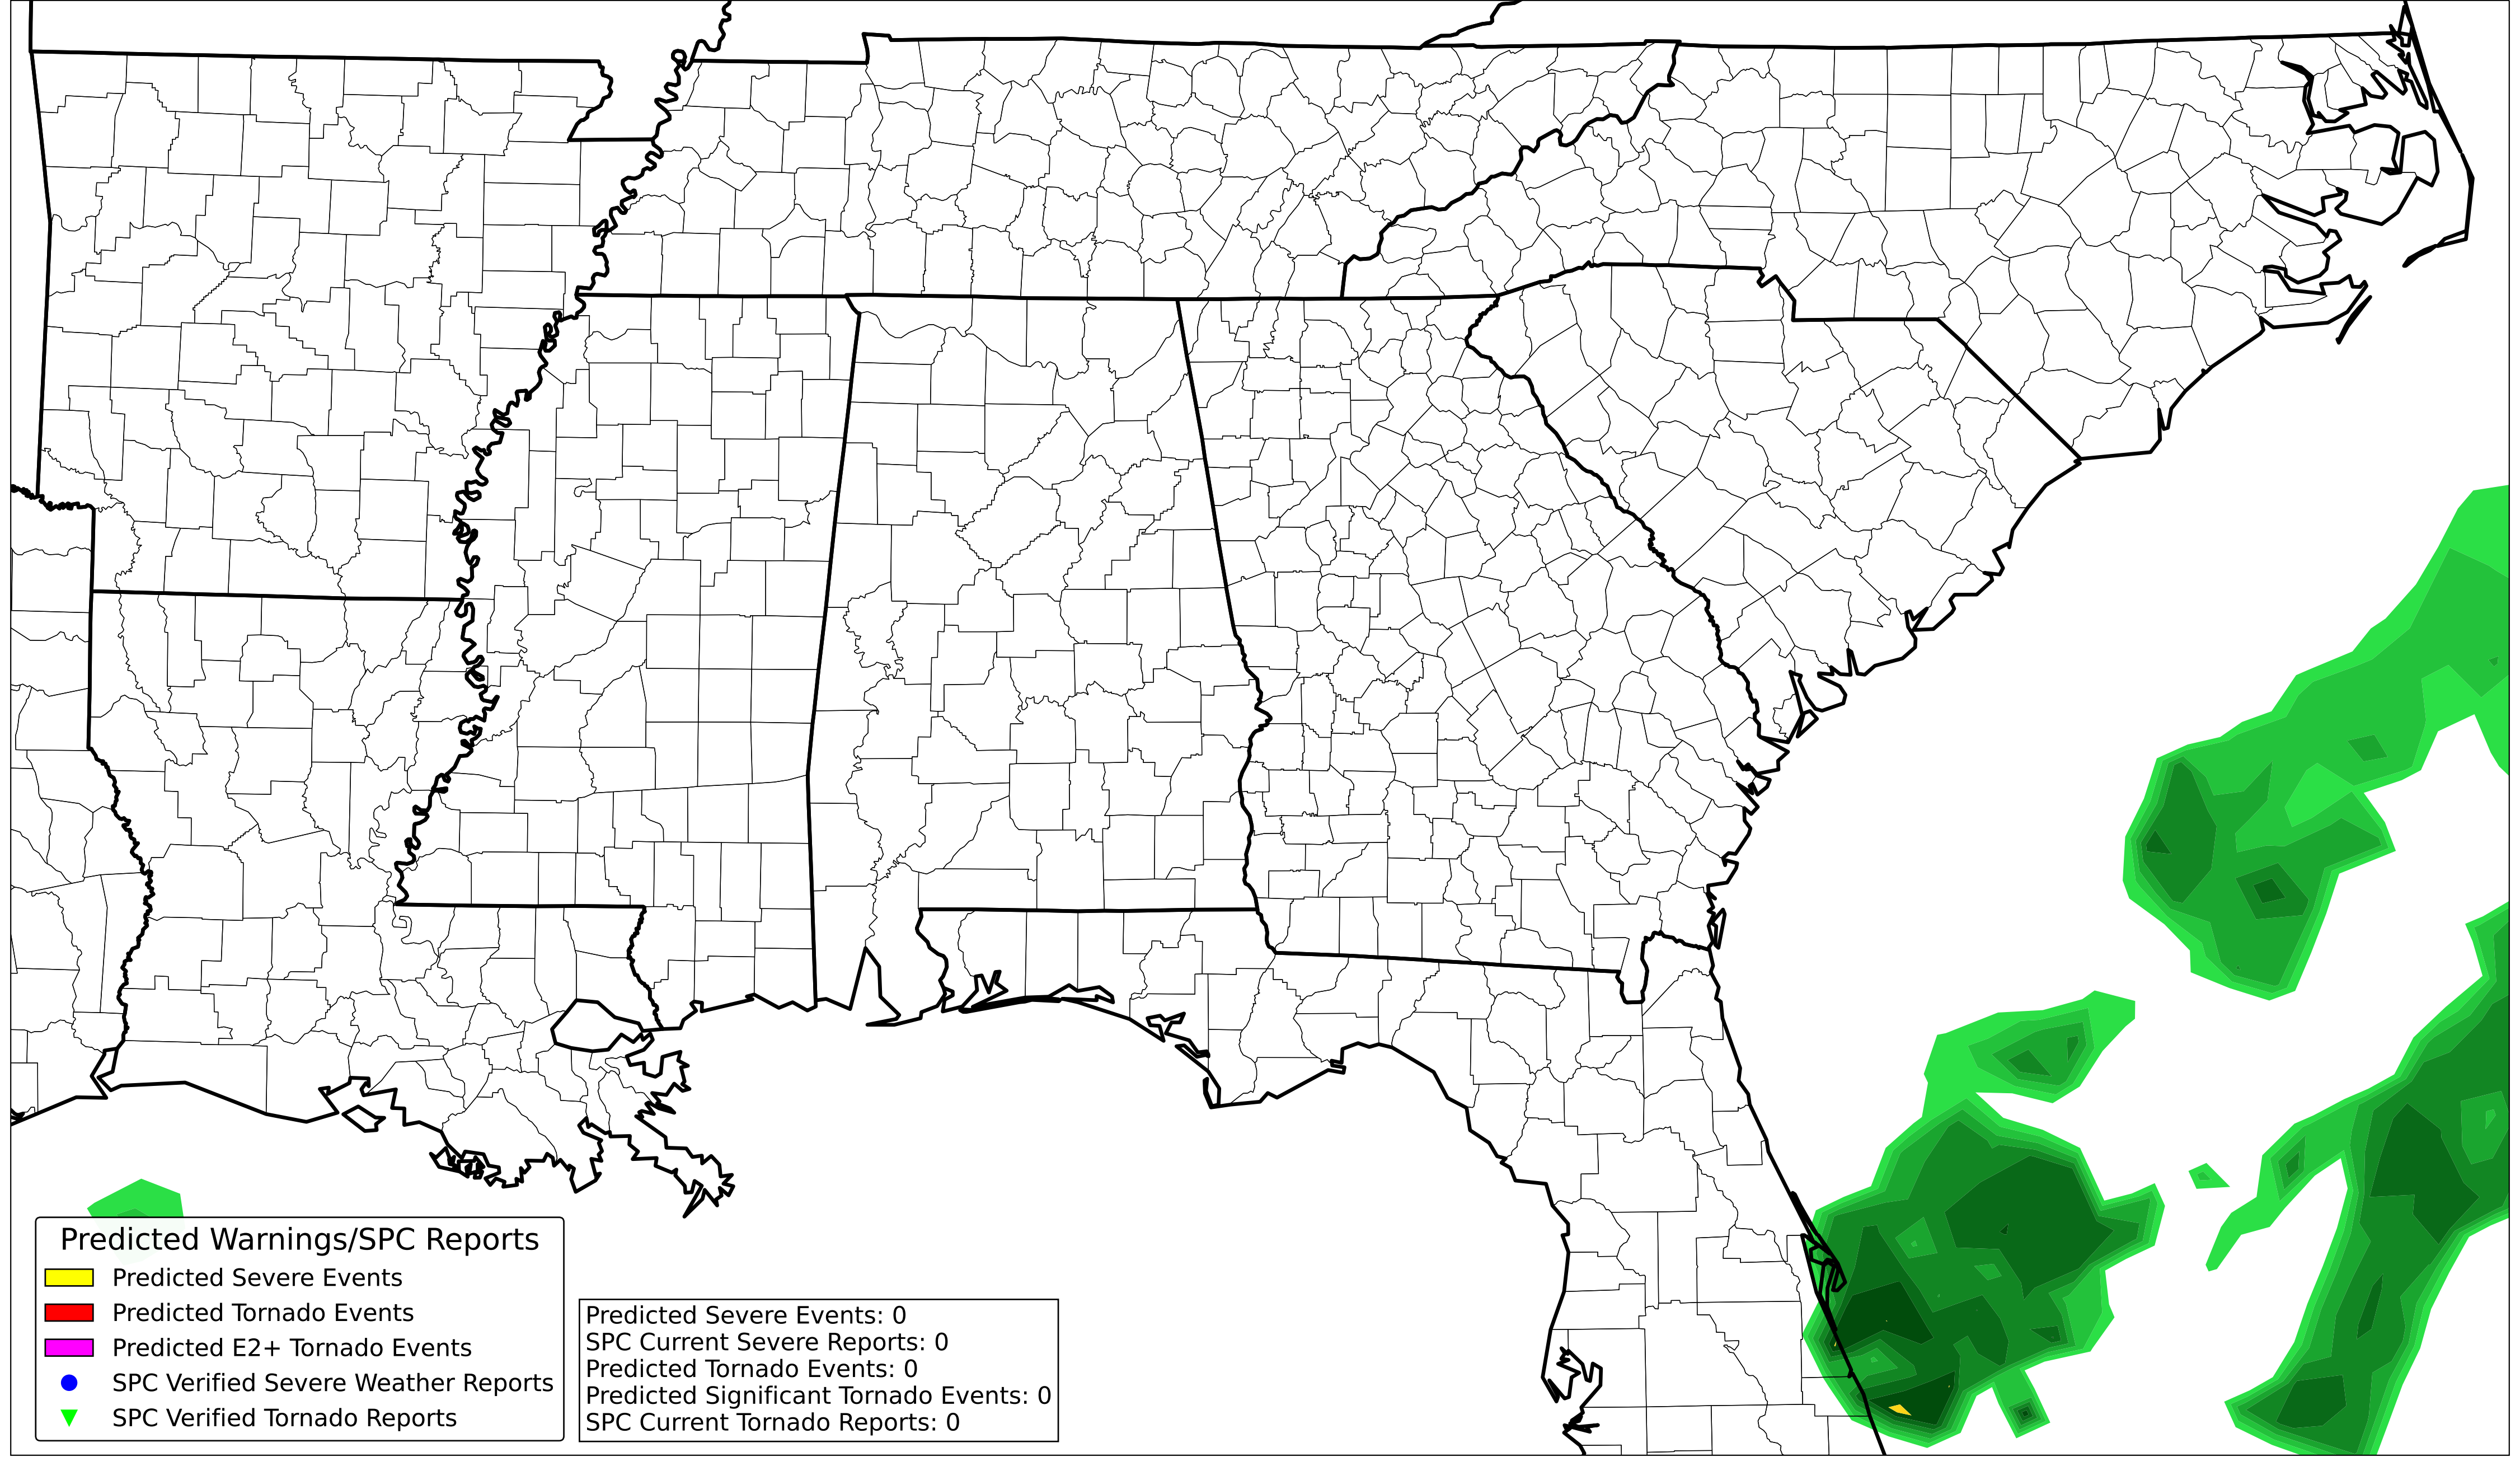 Predicted Warnings/SPC Reports
Predicted Severe Events
Predicted Tornado Events
Predicted E2+ Tornado Events
SPC Verified Severe Weather Reports
SPC Verified Tornado Reports
Predicted Severe Events: 0
SPC Current Severe Reports: 0
Predicted Tornado Events: 0
Predicted Significant Tornado Events: 0
SPC Current Tornado Reports: 0